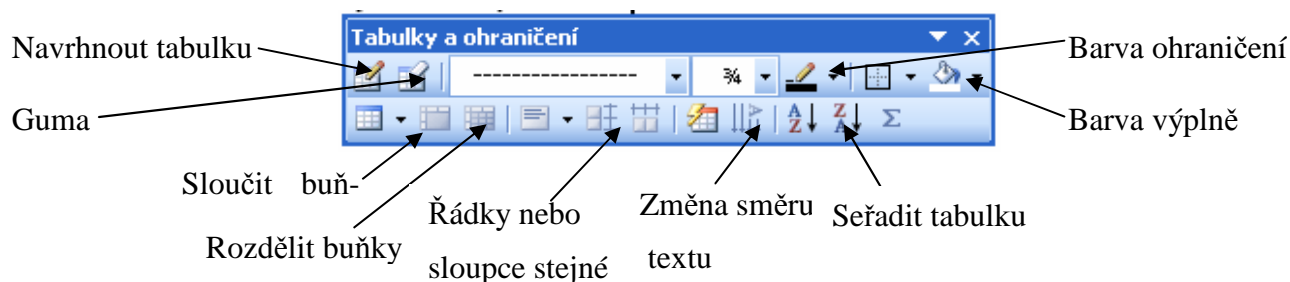 Tabulky a ohraničení
Navrhnout tabulku
Barva ohraničení
¾
Guma
A
Z
Z
A
Σ
Barva výplně
Sloučit buň-
Řádky nebo
sloupce stejné
Změna směru
textu
Seřadit tabulku
Rozdělit buňky